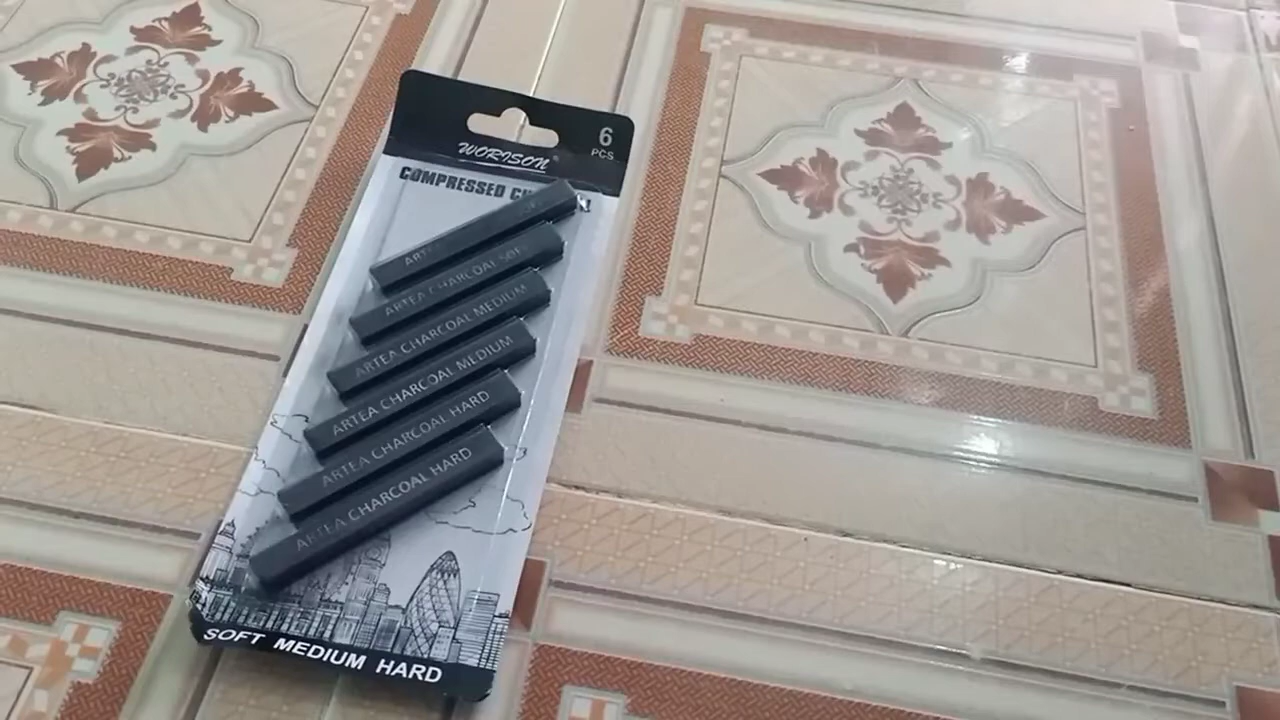 6
PCS
WORISON®
COMPRESSED
ARTEA CHARCOAL MEDIUM
ARTEA CHARCOAL MEDIUM
ARTEA CHARCOAL HARD
ARTEA CHARCOAL HARD
SOFT MEDIUM HARD